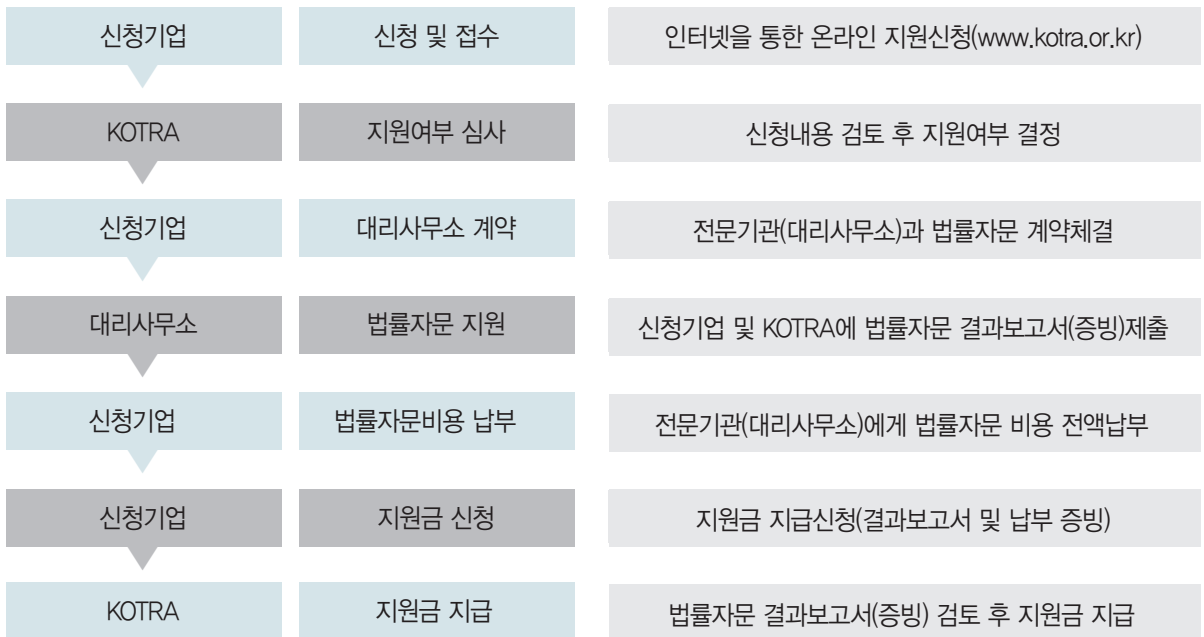 신청기업 신청 및 접수 인터넷을 통한 온라인 지원신청(www.kotra.or.kr)
KOTRA 지원여부 심사 신청내용 검토 후 지원여부 결정
신청기업 대리사무소 계약 전문기관(대리사무소)과 법률자문 계약체결
대리사무소 법률자문 지원 신청기업 및 KOTRA에 법률자문 결과보고서(증빙)제출
신청기업 법률자문비용 납부 전문기관(대리사무소)에게 법률자문 비용 전액납부
신청기업 지원금 신청 지원금 지급신청(결과보고서 및 납부 증빙)
KOTRA 지원금 지급 법률자문 결과보고서(증빙) 검토 후 지원금 지급